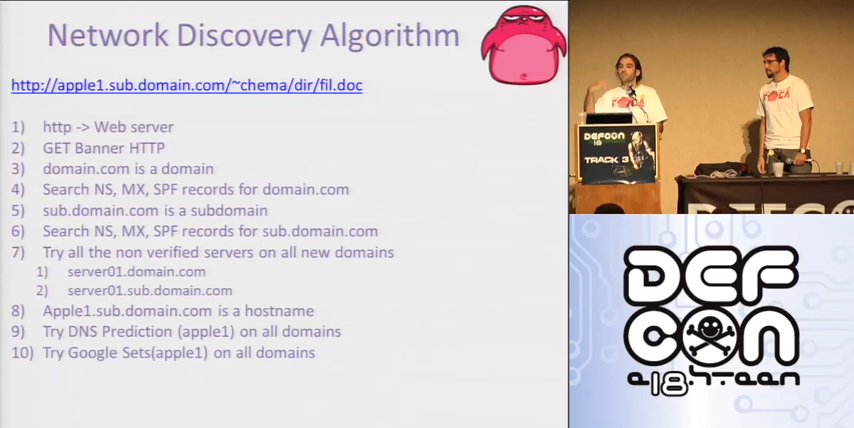 Network Discovery Algorithm
http://apple1.sub.domain.com/~chema/dir/fil.doc
1) http -> Web server
2) GET Banner HTTP
3) domain.com is a domain
4) Search NS, MX, SPF records for domain.com
5) sub.domain.com is a subdomain
6) Search NS, MX, SPF records for sub.domain.com
7) Try all the non verified servers on all new domains
1) server01.domain.com
2) server01.sub.domain.com
8) Apple1.sub.domain.com is a hostname
9) Try DNS Prediction (apple1) on all domains
10) Try Google Sets(apple1) on all domains
FOCA
FOCA
DEFCON
18
TRACK 3
DEFCO
DEF
CON
e18h-teen